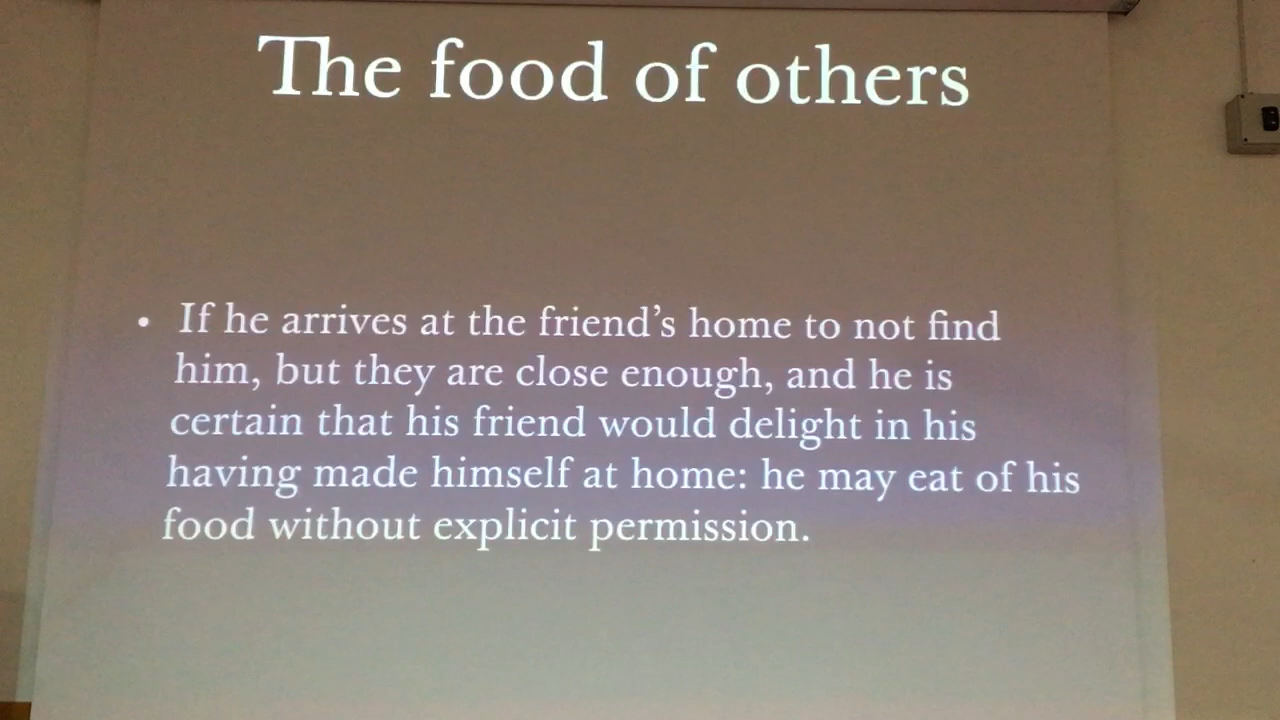 The food of others
• If he arrives at the friend’s home to not find
him, but they are close enough, and he is
certain that his friend would delight in his
having made himself at home: he may eat of his
food without explicit permission.